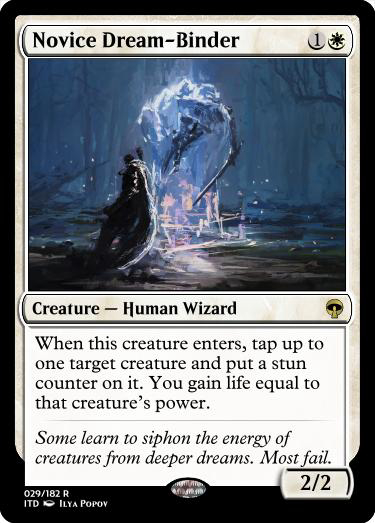 Novice Dream-Binder 1
Creature — Human Wizard
When this creature enters, tap up to
one target creature and put a stun
counter on it. You gain life equal to
that creature's power.
Some learn to siphon the energy of
creatures from deeper dreams. Most fail.
2/2
029/182 R
ITD Ilya Popov